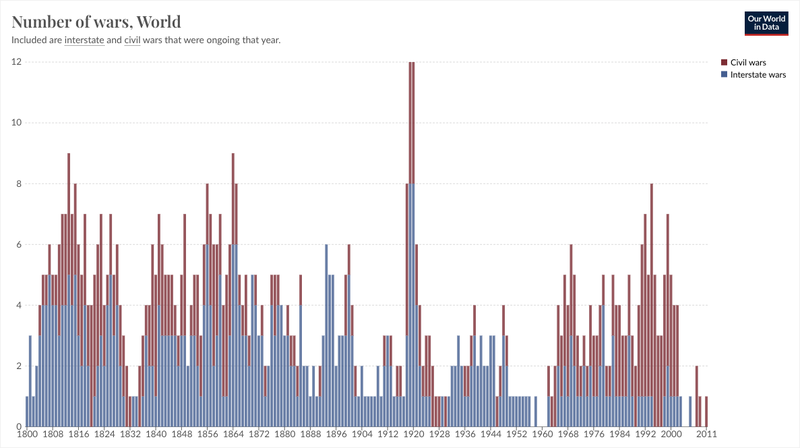 Number of wars, World
Included are interstate and civil wars that were ongoing that year.
Our World
in Data
Civil wars
Interstate wars
12
10
8
6
4
2
0
1800 1808 1816 1824 1832 1840 1848 1856 1864 1872 1880 1888 1896 1904 1912 1920 1928 1936 1944 1952 1960 1968 1976 1984 1992 2000 2011